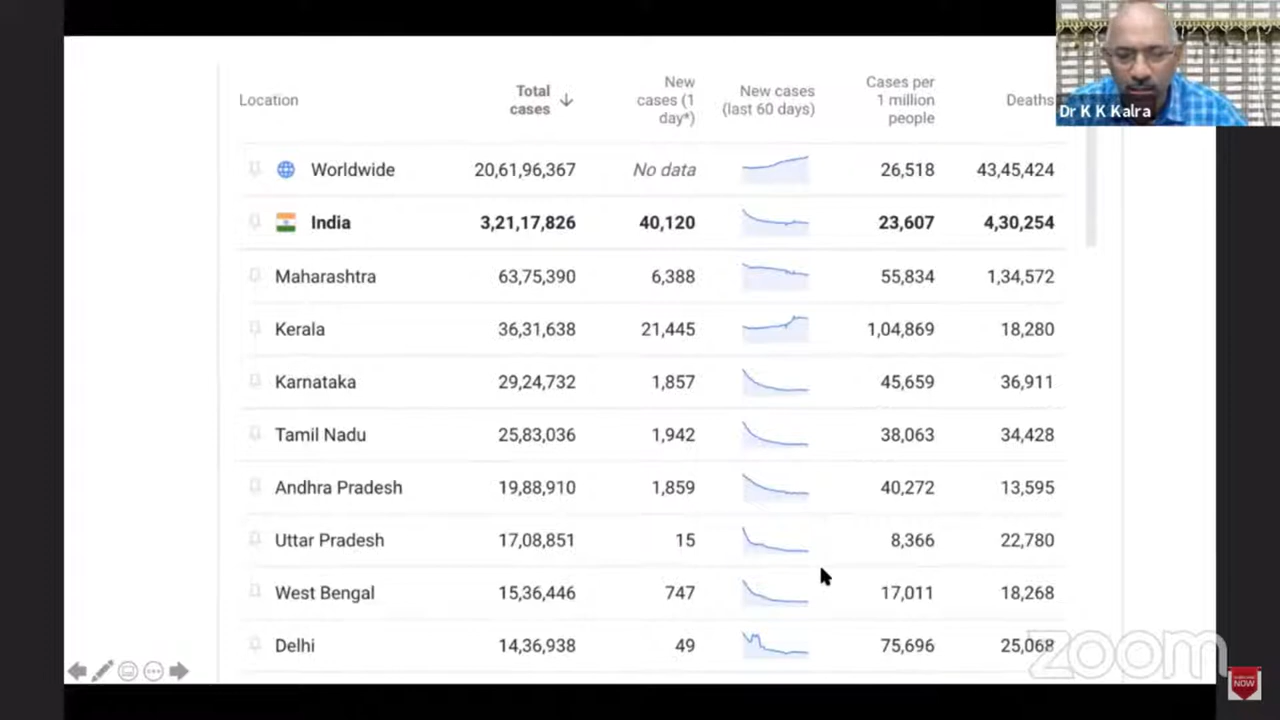 Location
Total cases
New cases (1 day*)
New cases (last 60 days)
Cases per 1 million people
Deaths
Dr K K Kalra
Worldwide 20,61,96,367 No data 26,518 43,45,424
India 3,21,17,826 40,120 23,607 4,30,254
Maharashtra 63,75,390 6,388 55,834 1,34,572
Kerala 36,31,638 21,445 1,04,869 18,280
Karnataka 29,24,732 1,857 45,659 36,911
Tamil Nadu 25,83,036 1,942 38,063 34,428
Andhra Pradesh 19,88,910 1,859 40,272 13,595
Uttar Pradesh 17,08,851 15 8,366 22,780
West Bengal 15,36,446 747 17,011 18,268
Delhi 14,36,938 49 75,696 25,068
zoom
NOW